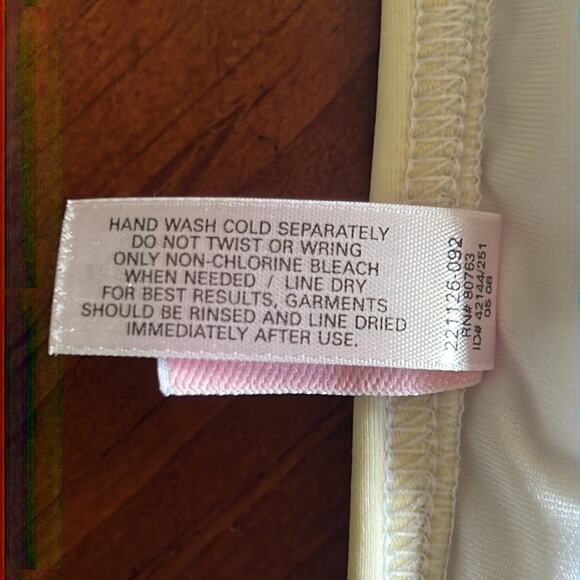 HAND WASH COLD SEPARATELY
DO NOT TWIST OR WRING
ONLY NON-CHLORINE BLEACH
WHEN NEEDED / LINE DRY
FOR BEST RESULTS, GARMENTS
SHOULD BE RINSED AND LINE DRIED
IMMEDIATELY AFTER USE.
221126-092
RN# 80763
ID# 42144/251
05 08